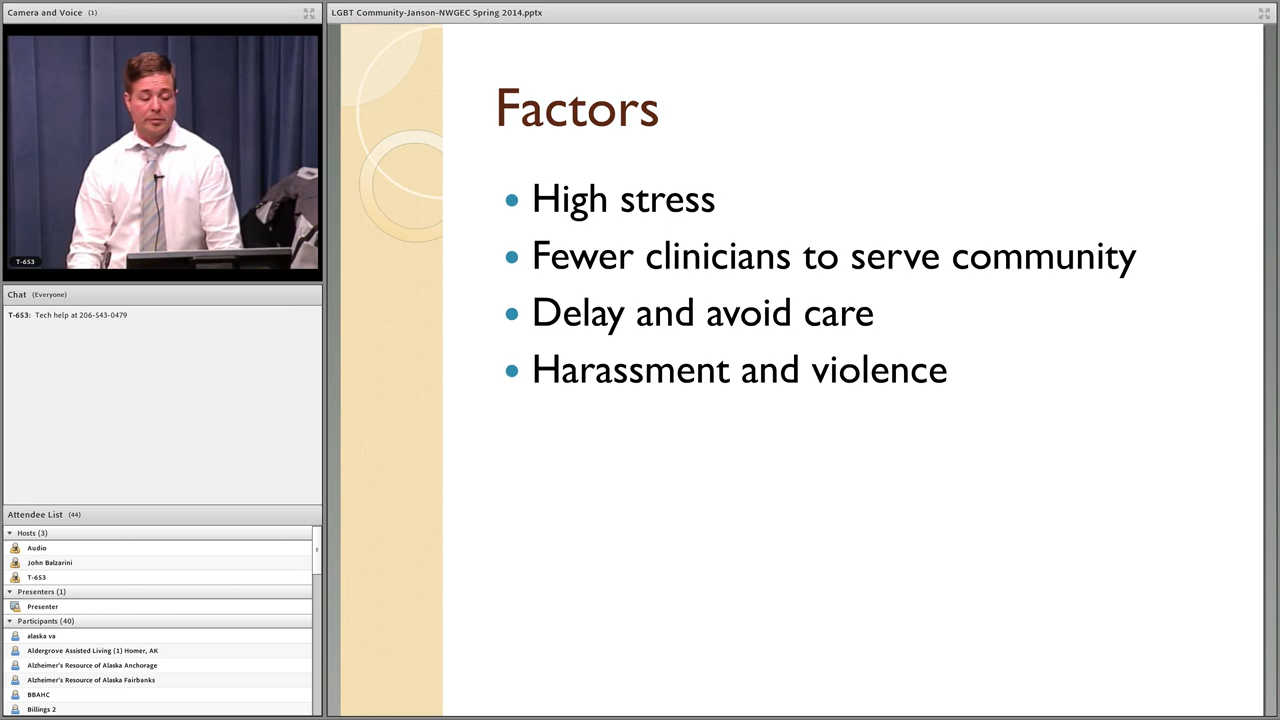 Camera and Voice (1)
T-653
Chat (Everyone)
T-653: Tech help at 206-543-0479
Attendee List (44)
Hosts (3)
Audio
John Balzarini
T-653
Presenters (1)
Presenter
Participants (40)
alaska va
Aldergrove Assisted Living (1) Homer, AK
Alzheimer's Resource of Alaska Anchorage
Alzheimer's Resource of Alaska Fairbanks
BBAHC
Billings 2
LGBT Community-Janson-NWGEC Spring 2014.pptx
Factors
• High stress
• Fewer clinicians to serve community
• Delay and avoid care
• Harassment and violence